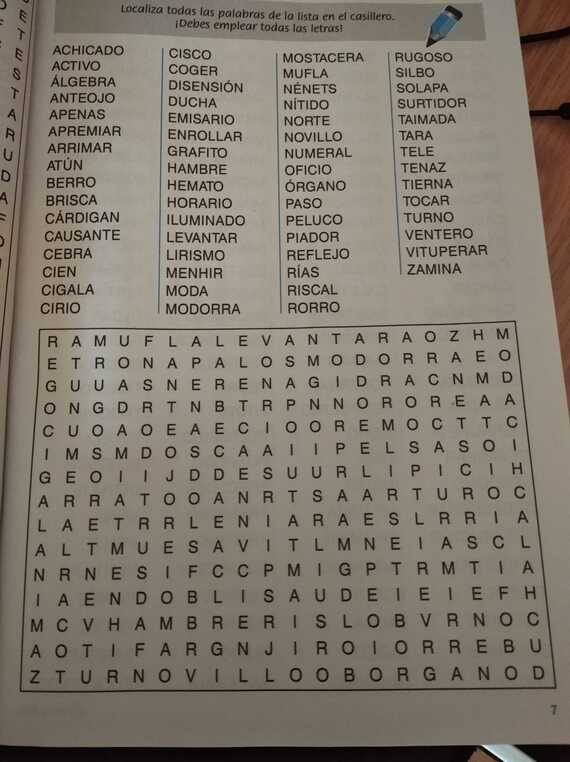 E
T
E
S
T
A
R
U
D
A
Localiza todas las palabras de la lista en el casillero.
¡Debes emplear todas las letras!
ACHICADO
ACTIVO
ÁLGEBRA
ANTEOJO
APENAS
APREMIAR
ARRIMAR
ATÚN
BERRO
BRISCA
CÁRDIGAN
CAUSANTE
CEBRA
CIEN
CIGALA
CIRIO
CISCO
COGER
DISENSIÓN
DUCHA
EMISARIO
ENROLLAR
GRAFITO
HAMBRE
HEMATO
HORARIO
ILUMINADO
LEVANTAR
LIRISMO
MENHIR
MODA
MODORRA
MOSTACERA
MUFLA
NÉNETS
NÍTIDO
NORTE
NOVILLO
NUMERAL
OFICIO
ÓRGANO
PASO
PELUCO
PIADOR
REFLEJO
RÍAS
RISCAL
RORRO
RUGOSO
SILBO
SOLAPA
SURTIDOR
TAIMADA
TARA
TELE
TENAZ
TIERNA
TOCAR
TURNO
VENTERO
VITUPERAR
ZAMINA
R A M U F L A L E V A N T A R A O Z H M
E T R O N A P A L O S M O D O R R A E O
G U U A S N E R E N A G I D R A C N M D
O N G D R T N B T R P N N O R O R E A A
C U O A O E A E C I O O R E M O C T T C
I M S M D O S C A A I I P E L S A S O I
G E O I I J D D E S U U R L I P I C I H
A R R A T O O A N R T S A A R T U R O C
L A E T R R L E N I A R A E S L R R I A
A L T M U E S A V I T L M N E I A S C L
N R N E S I F C C P M I G P T R M T I A
I A E N D O B L I S A U D E I E I E F H
M C V H A M B R E R I S L O B V R N O C
A O T I F A R G N J I R O I O R R E B U
Z T U R N O V I L L O O B O R G A N O D
7